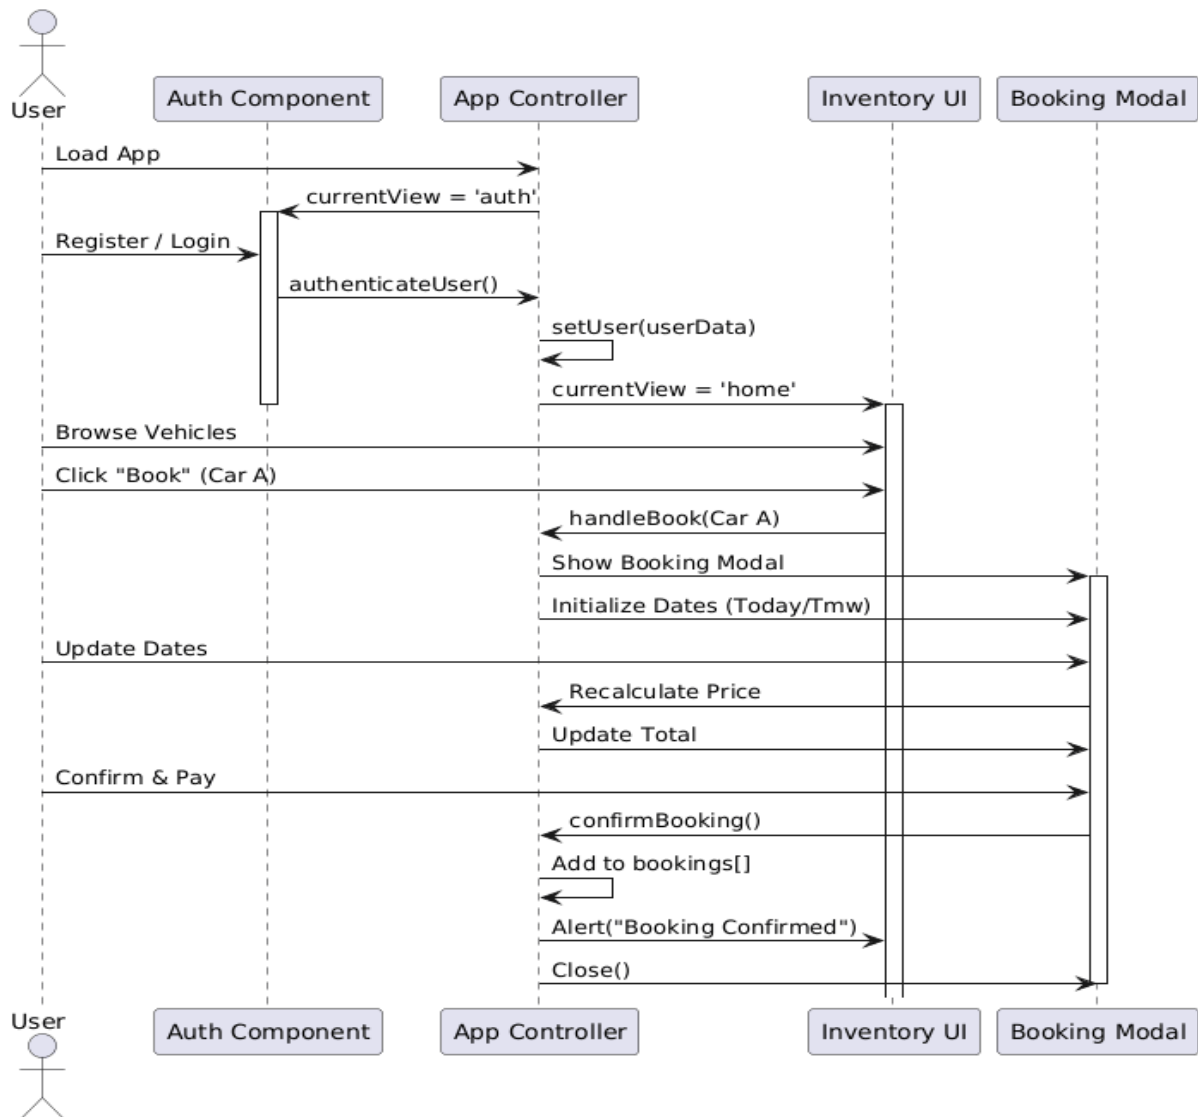 User
Auth Component
App Controller
Inventory UI
Booking Modal
Load App
currentView = 'auth'
Register / Login
authenticateUser()
setUser(userData)
currentView = 'home'
Browse Vehicles
Click "Book" (Car A)
handleBook(Car A)
Show Booking Modal
Initialize Dates (Today/Tmw)
Update Dates
Recalculate Price
Update Total
Confirm & Pay
confirmBooking()
Add to bookings[]
Alert("Booking Confirmed")
Close()
User
Auth Component
App Controller
Inventory UI
Booking Modal